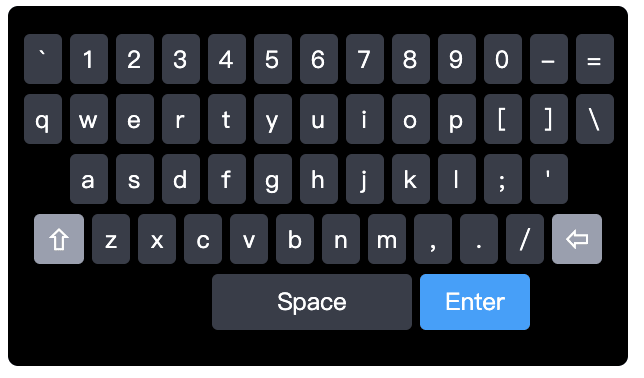 ` 1 2 3 4 5 6 7 8 9 0 - =
q w e r t y u i o p [ ] \
a s d f g h j k l ; '
⇧ z x c v b n m , . / ⇦
Space Enter